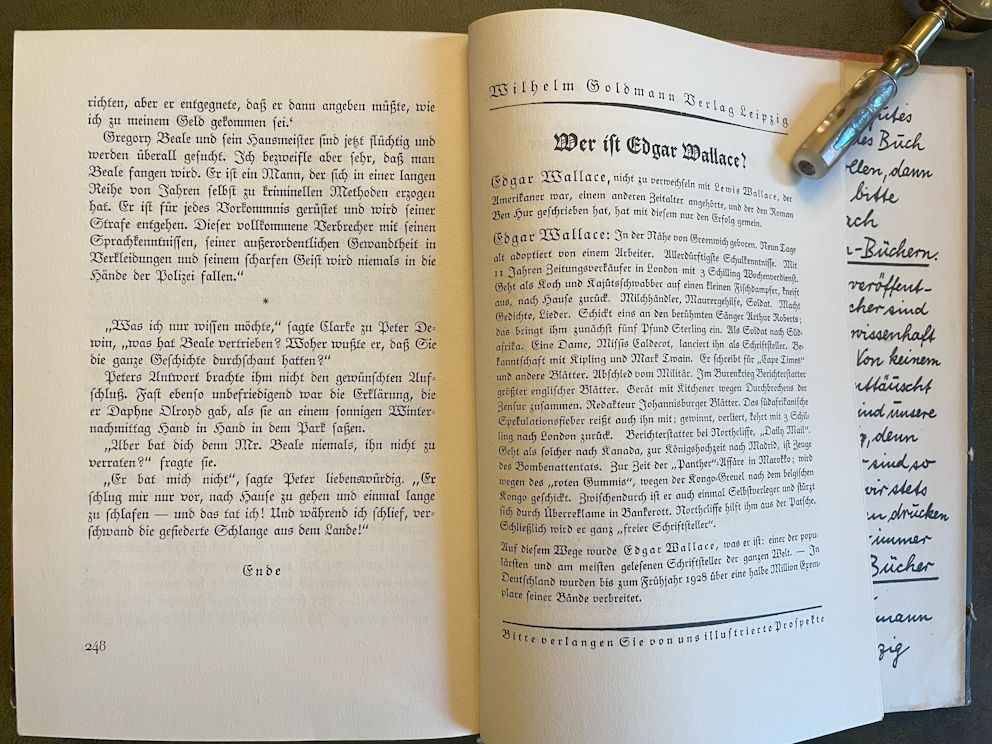 richten, aber er entgegnete, daß er dann angeben müßte, wie
ich zu meinem Geld gekommen sei.‘
Gregory Beale und sein Hausmeister sind jetzt flüchtig und
werden überall gesucht. Ich bezweifle aber sehr, daß man
Beale fangen wird. Er ist ein Mann, der sich in einer langen
Reihe von Jahren selbst zu kriminellen Methoden erzogen
hat. Er ist für jedes Vorkommnis gerüstet und wird seiner
Strafe entgehen. Dieser vollkommene Verbrecher mit seinen
Sprachkenntnissen, seiner außerordentlichen Gewandtheit in
Verkleidungen und seinem scharfen Geist wird niemals in die
Hände der Polizei fallen.“
*
„Was ich nur wissen möchte,“ sagte Clarke zu Peter De-
win, „was hat Beale vertrieben? Woher wußte er, daß Sie
die ganze Geschichte durchschaut hatten?“
Peters Antwort brachte ihm nicht den gewünschten Auf-
schluß. Fast ebenso unbefriedigend war die Erklärung, die
er Daphne Olroyd gab, als sie an einem sonnigen Winter-
nachmittag Hand in Hand in dem Park saßen.
„Aber bat dich denn Mr. Beale niemals, ihn nicht zu
verraten?“ fragte sie.
„Er bat mich nicht“, sagte Peter liebenswürdig. „Er
schlug mir nur vor, nach Hause zu gehen und einmal lange
zu schlafen — und das tat ich! Und während ich schlief, ver-
schwand die gefiederte Schlange aus dem Lande!“
Ende
248
Wilhelm Goldmann Verlag Leipzig
Wer ist Edgar Wallace?
Edgar Wallace, nicht zu verwechseln mit Lewis Wallace, der
Amerikaner war, einem anderen Zeitalter angehörte, und der den Roman
Ben Hur geschrieben hat, hat mit diesem nur den Erfolg gemein.
Edgar Wallace: In der Nähe von Greenwich geboren. Neun Tage
alt adoptiert von einem Arbeiter. Allerdürftigste Schulkenntnisse. Mit
11 Jahren Zeitungsverkäufer in London mit 3 Schilling Wochenverdienst.
Geht als Koch und Kajütsschwabber auf einen kleinen Fischdampfer, kneift
aus, nach Hause zurück. Milchhändler, Maurergehilfe, Soldat. Macht
Gedichte, Lieder. Schickt eins an den berühmten Sänger Arthur Roberts;
das bringt ihm zunächst fünf Pfund Sterling ein. Als Soldat nach Süd-
afrika. Eine Dame, Missis Caldecot, lanciert ihn als Schriftsteller. Be-
kanntschaft mit Kipling und Mark Twain. Er schreibt für „Cape Times“
und andere Blätter. Abschied vom Militär. Im Burenkrieg Berichterstatter
größter englischer Blätter. Gerät mit Kitchener wegen Durchbrechens der
Zensur zusammen. Redakteur Johannisburger Blätter. Das südafrikanische
Spekulationsfieber reißt auch ihn mit; gewinnt, verliert, kehrt mit 3 Schil-
ling nach London zurück. Berichterstatter bei Northcliffe, „Daily Mail“.
Geht als solcher nach Kanada, zur Königshochzeit nach Madrid, ist Zeuge
des Bombenattentats. Zur Zeit der „Panther“-Affäre in Marokko; wird
wegen des „roten Gummis“, wegen der Kongo-Greuel nach dem belgischen
Kongo geschickt. Zwischendurch ist er auch einmal Selbstverleger und stürzt
sich durch Überreklame in Bankerott. Northcliffe hilft ihm aus der Patsche.
Schließlich wird er ganz „freier Schriftsteller“.
Auf diesem Wege wurde Edgar Wallace, was er ist: einer der popu-
lärsten und am meisten gelesenen Schriftsteller der ganzen Welt. — In
Deutschland wurden bis zum Frühjahr 1928 über eine halbe Million Exem-
plare seiner Bände verbreitet.
Bitte verlangen Sie von uns illustrierte Prospekte
Buch
dann
bitte
-Büchern.
veröffent-
sind
keinem
unsere
denn
sind so
wir stets
drücken
immer
Bücher